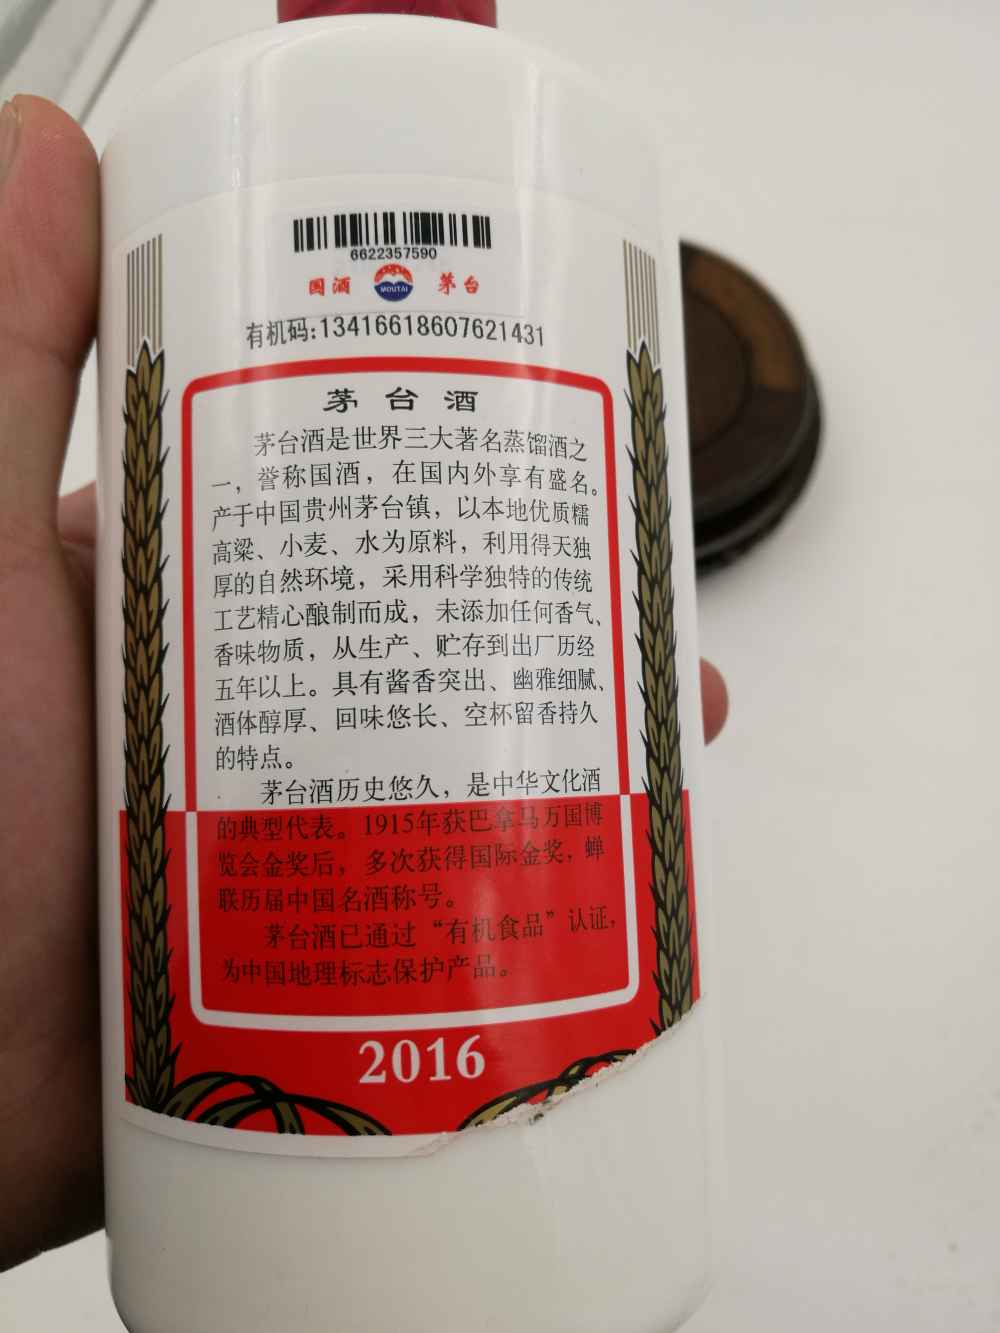 6622357590
国酒 MOUTAI 茅台
有机码:13416618607621431
茅台酒
茅台酒是世界三大著名蒸馏酒之
一，誉称国酒，在国内外享有盛名。
产于中国贵州茅台镇，以本地优质糯
高粱、小麦、水为原料，利用得天独
厚的自然环境，采用科学独特的传统
工艺精心酿制而成，未添加任何香气、
香味物质，从生产、贮存到出厂历经
五年以上。具有酱香突出、幽雅细腻、
酒体醇厚、回味悠长、空杯留香持久
的特点。
茅台酒历史悠久，是中华文化酒
的典型代表。1915年获巴拿马万国博
览会金奖后，多次获得国际金奖，蝉
联历届中国名酒称号。
茅台酒已通过“有机食品”认证，
为中国地理标志保护产品。
2016